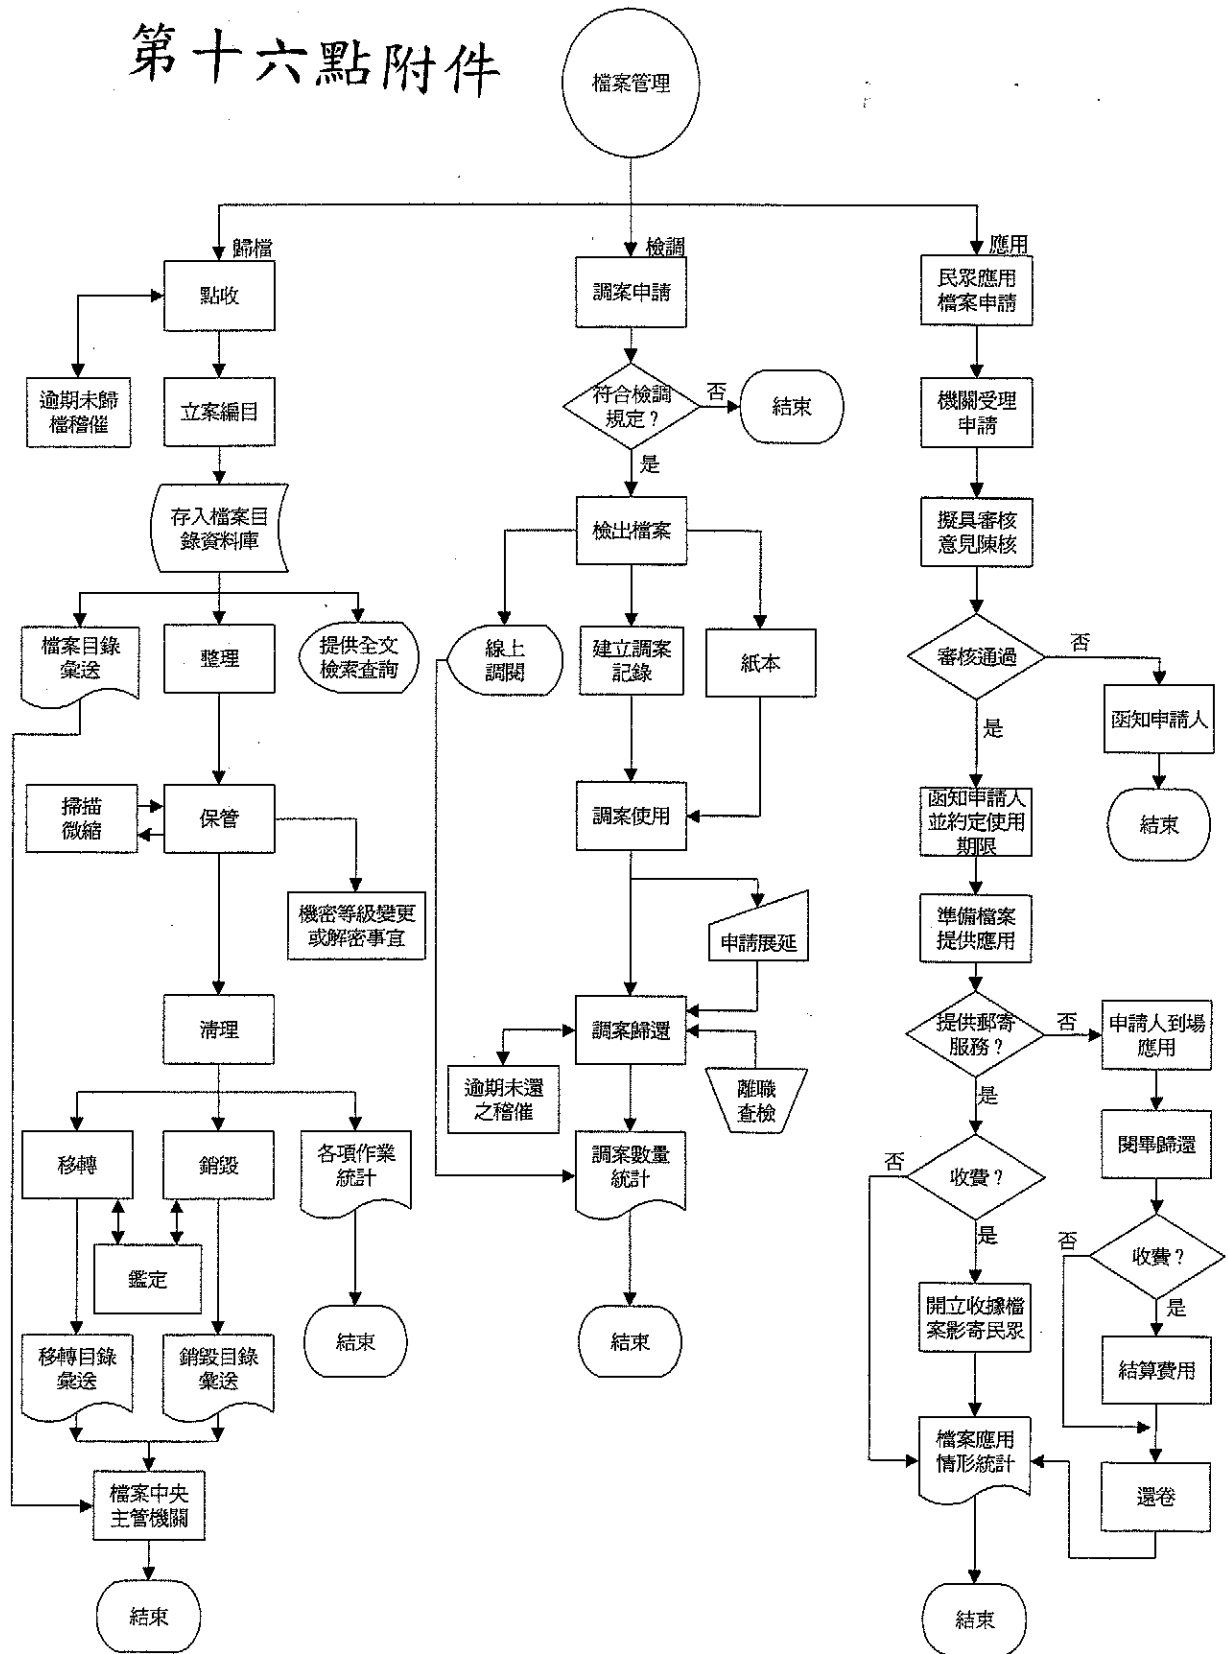 第十六點附件
檔案管理
歸檔
點收
逾期未歸
檔稽催
立案編目
存入檔案目
錄資料庫
檔案目錄
彙送
整理
提供全文
檢索查詢
掃描
微縮
保管
機密等級變更
或解密事宜
清理
移轉
銷毀
各項作業
統計
鑑定
移轉目錄
彙送
銷毀目錄
彙送
結束
檔案中央
主管機關
結束
檢調
調案申請
符合檢調
規定？
否
結束
是
檢出檔案
線上
調閱
建立調案
記錄
紙本
調案使用
申請展延
調案歸還
逾期未還
之稽催
離職
查檢
調案數量
統計
結束
應用
民眾應用
檔案申請
機關受理
申請
擬具審核
意見陳核
審核通過
否
函知申請人
結束
是
函知申請人
並約定使用
期限
準備檔案
提供應用
提供郵寄
服務？
否
申請人到場
應用
是
閱畢歸還
收費？
否
是
收費？
否
是
開立收據檔
案影寄民眾
結算費用
檔案應用
情形統計
還卷
結束